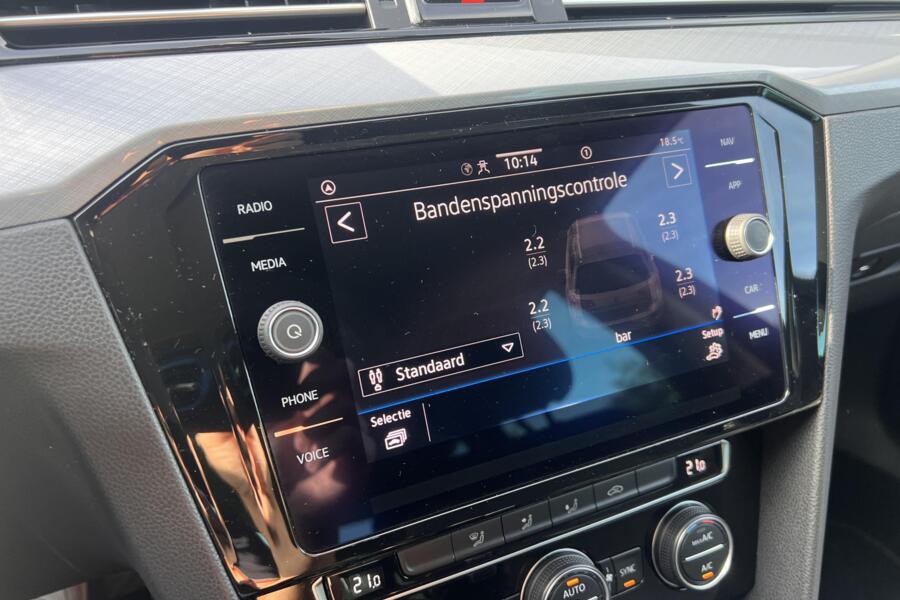 18.5°c
10:14
1
Bandenspanningscontrole
2.2
(2.3)
2.3
(2.3)
2.2
(2.3)
2.3
(2.3)
bar
Standaard
Setup
Selectie
RADIO
MEDIA
PHONE
VOICE
NAV
APP
CAR
MENU
21.0
21.0
AUTO
SYNC
MAX A/C
A/C